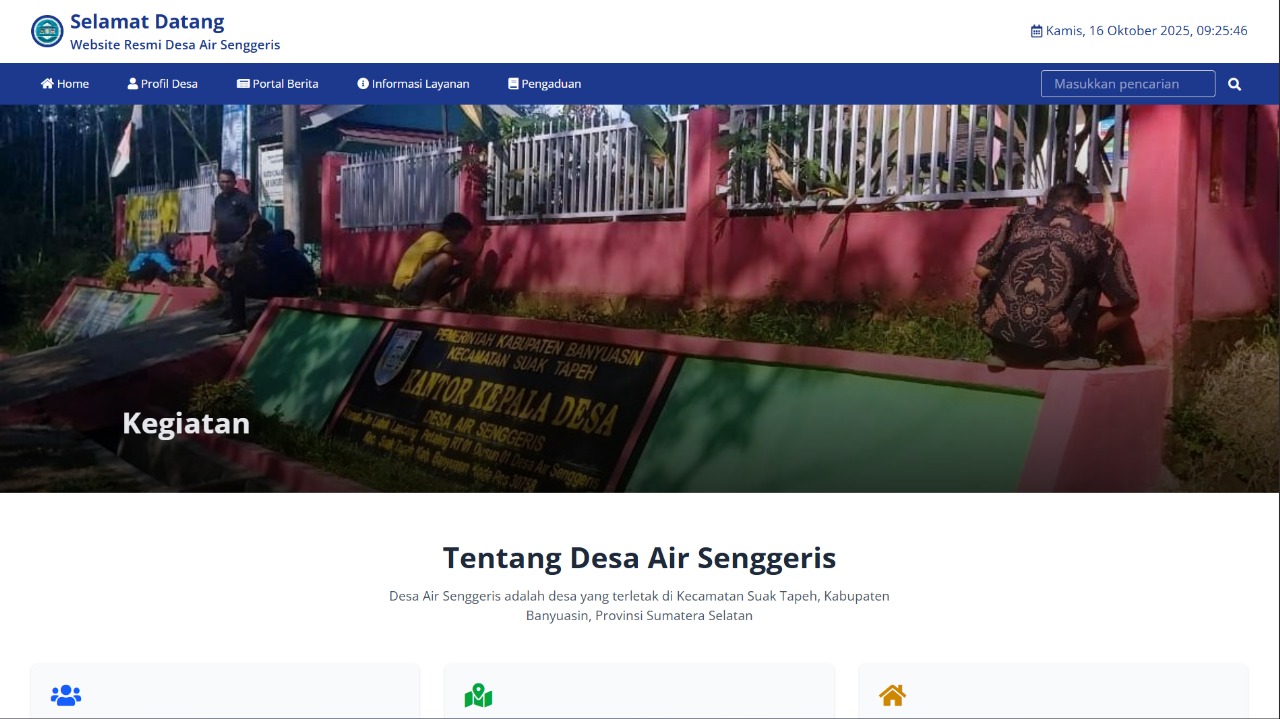 Selamat Datang
Website Resmi Desa Air Senggeris
Kamis, 16 Oktober 2025, 09:25:46
Home
Profil Desa
Portal Berita
Informasi Layanan
Pengaduan
Masukkan pencarian
PEMERINTAH KABUPATEN BANYUASIN
KECAMATAN SUAK TAPEH
KANTOR KEPALA DESA
DESA AIR SENGGERIS
Kegiatan
Tentang Desa Air Senggeris
Desa Air Senggeris adalah desa yang terletak di Kecamatan Suak Tapeh, Kabupaten
Banyuasin, Provinsi Sumatera Selatan